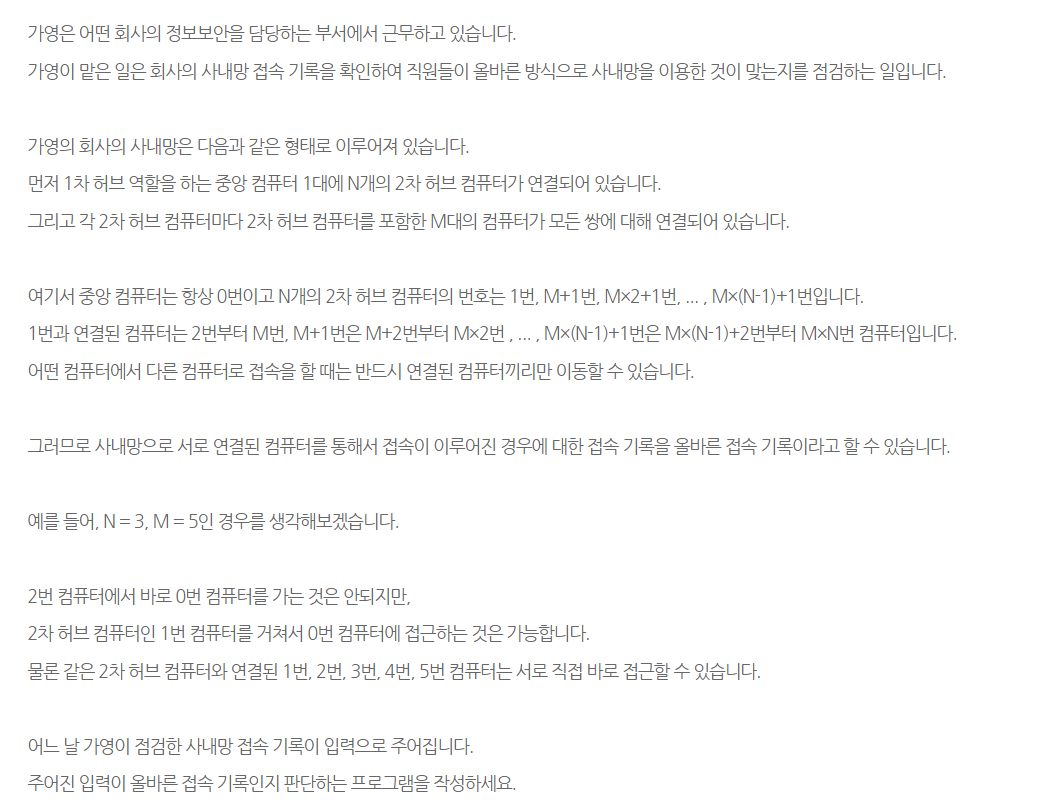 가영은 어떤 회사의 정보보안을 담당하는 부서에서 근무하고 있습니다.
가영이 맡은 일은 회사의 사내망 접속 기록을 확인하여 직원들이 올바른 방식으로 사내망을 이용한 것이 맞는지를 점검하는 일입니다.
가영의 회사의 사내망은 다음과 같은 형태로 이루어져 있습니다.
먼저 1차 허브 역할을 하는 중앙 컴퓨터 1대에 N개의 2차 허브 컴퓨터가 연결되어 있습니다.
그리고 각 2차 허브 컴퓨터마다 2차 허브 컴퓨터를 포함한 M대의 컴퓨터가 모든 쌍에 대해 연결되어 있습니다.
여기서 중앙 컴퓨터는 항상 0번이고 N개의 2차 허브 컴퓨터의 번호는 1번, M+1번, M×2+1번, ... , M×(N-1)+1번입니다.
1번과 연결된 컴퓨터는 2번부터 M번, M+1번은 M+2번부터 M×2번 , ... , M×(N-1)+1번은 M×(N-1)+2번부터 M×N번 컴퓨터입니다.
어떤 컴퓨터에서 다른 컴퓨터로 접속을 할 때는 반드시 연결된 컴퓨터끼리만 이동할 수 있습니다.
그러므로 사내망으로 서로 연결된 컴퓨터를 통해서 접속이 이루어진 경우에 대한 접속 기록을 올바른 접속 기록이라고 할 수 있습니다.
예를 들어, N = 3, M = 5인 경우를 생각해보겠습니다.
2번 컴퓨터에서 바로 0번 컴퓨터를 가는 것은 안되지만,
2차 허브 컴퓨터인 1번 컴퓨터를 거쳐서 0번 컴퓨터에 접근하는 것은 가능합니다.
물론 같은 2차 허브 컴퓨터와 연결된 1번, 2번, 3번, 4번, 5번 컴퓨터는 서로 직접 바로 접근할 수 있습니다.
어느 날 가영이 점검한 사내망 접속 기록이 입력으로 주어집니다.
주어진 입력이 올바른 접속 기록인지 판단하는 프로그램을 작성하세요.